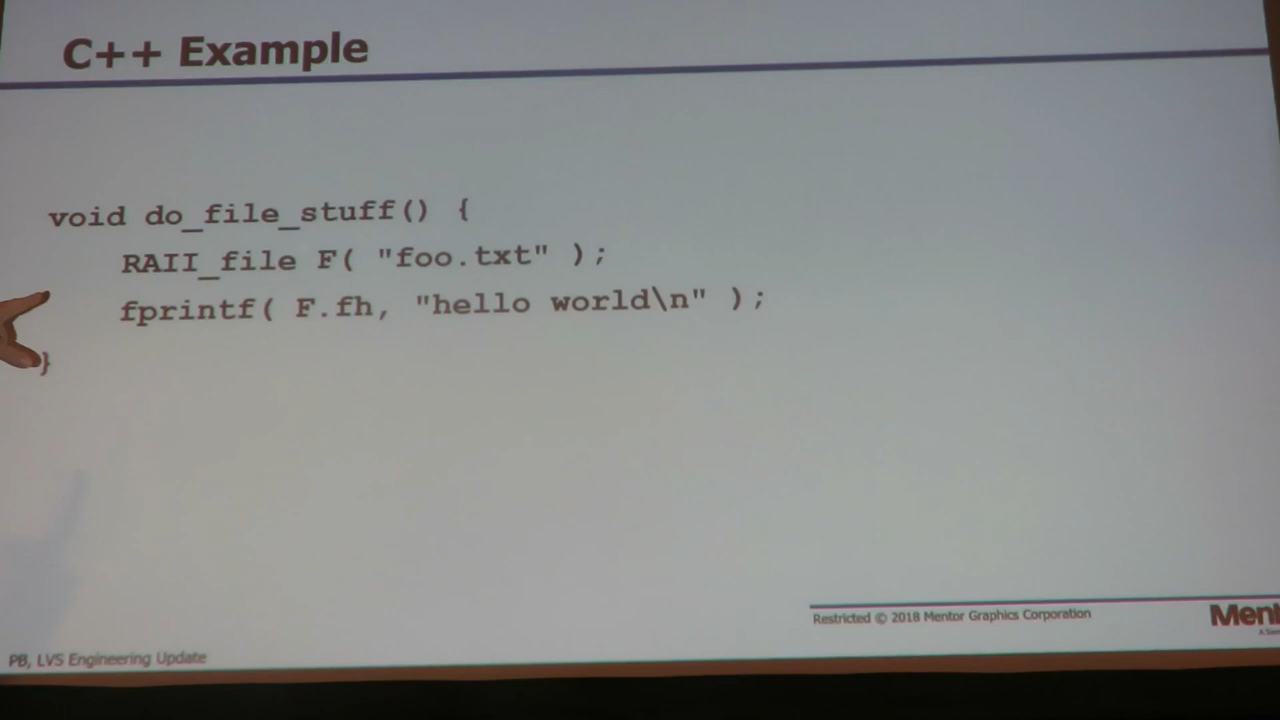 C++ Example
void do_file_stuff() {
RAII_file F( "foo.txt" );
fprintf( F.fh, "hello world\n" );
}
Restricted © 2018 Mentor Graphics Corporation
PB, LVS Engineering Update